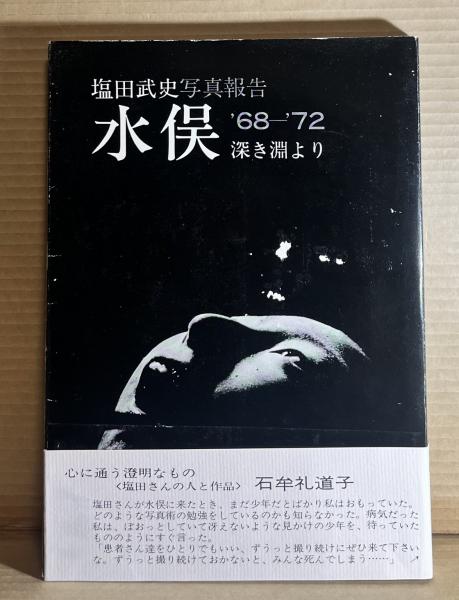 塩田武史写真報告
水俣 '68—'72
深き淵より
心に通う澄明なもの
〈塩田さんの人と作品〉 石牟礼道子
塩田さんが水俣に来たとき、まだ少年だとばかり私はおもっていた。
どのような写真術の勉強をしているのかも知らなかった。病気だった
私は、ぽおっとしていて冴えないような見かけの少年を、待っていた
もののようにすぐ言った。
「患者さん達をひとりでもいい、ずうっと撮り続けにぜひ来て下さい
な。ずうっと撮り続けておかないと、みんな死んでしまう……」